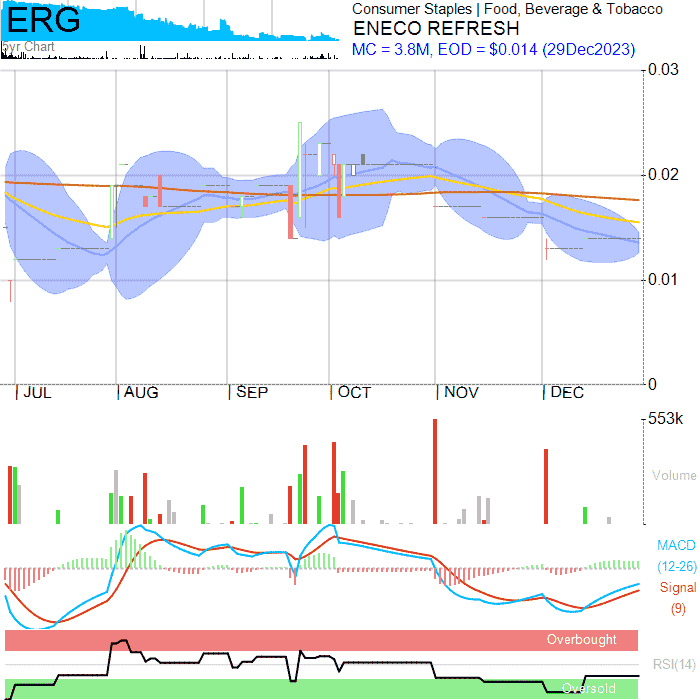 ERG
5yr Chart
Consumer Staples | Food, Beverage & Tobacco
ENECO REFRESH
MC = 3.8M, EOD = $0.014 (29Dec2023)
0.03
0.02
0.01
0
JUL AUG SEP OCT NOV DEC
553k
Volume
MACD
(12-26)
Signal
(9)
Overbought
RSI(14)
Oversold